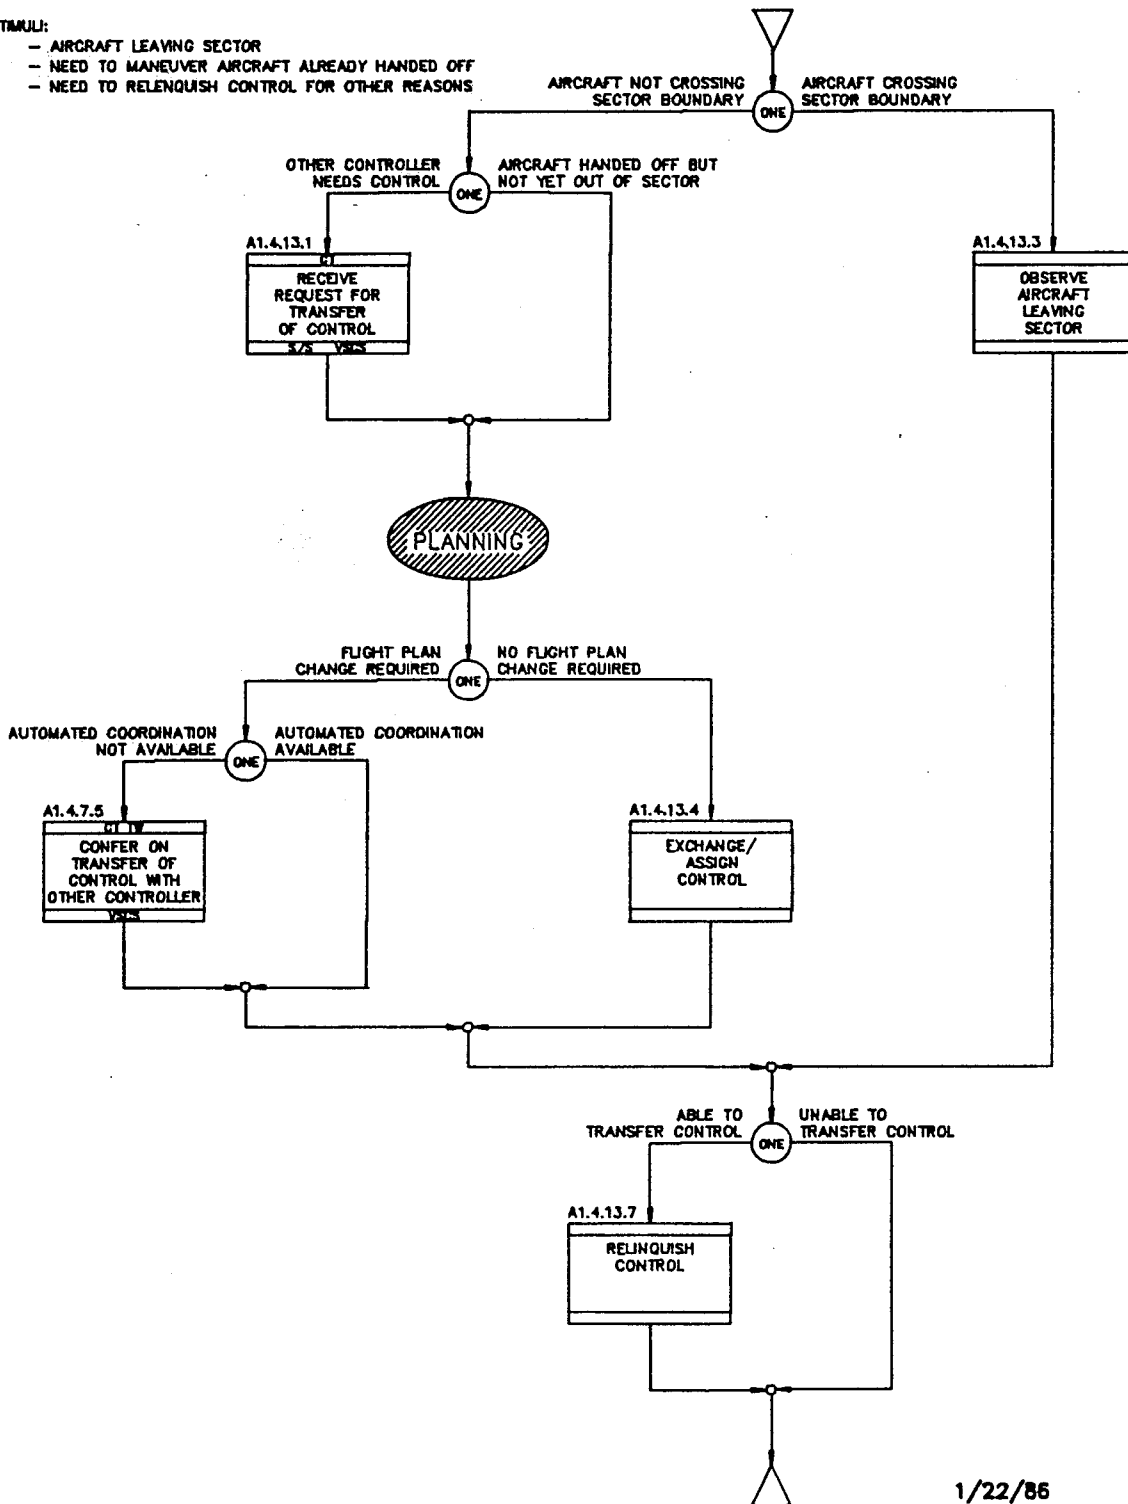 TIMULI:
– AIRCRAFT LEAVING SECTOR
– NEED TO MANEUVER AIRCRAFT ALREADY HANDED OFF
– NEED TO RELENQUISH CONTROL FOR OTHER REASONS
AIRCRAFT NOT CROSSING
SECTOR BOUNDARY
AIRCRAFT CROSSING
SECTOR BOUNDARY
ONE
OTHER CONTROLLER
NEEDS CONTROL
AIRCRAFT HANDED OFF BUT
NOT YET OUT OF SECTOR
ONE
A1.4.13.1
RECEIVE
REQUEST FOR
TRANSFER
OF CONTROL
S/S VSCS
A1.4.13.3
OBSERVE
AIRCRAFT
LEAVING
SECTOR
PLANNING
FLIGHT PLAN
CHANGE REQUIRED
NO FLIGHT PLAN
CHANGE REQUIRED
ONE
AUTOMATED COORDINATION
NOT AVAILABLE
AUTOMATED COORDINATION
AVAILABLE
ONE
A1.4.7.5
CONFER ON
TRANSFER OF
CONTROL WITH
OTHER CONTROLLER
VSCS
A1.4.13.4
EXCHANGE/
ASSIGN
CONTROL
ABLE TO
TRANSFER CONTROL
UNABLE TO
TRANSFER CONTROL
ONE
A1.4.13.7
RELINQUISH
CONTROL
1/22/86